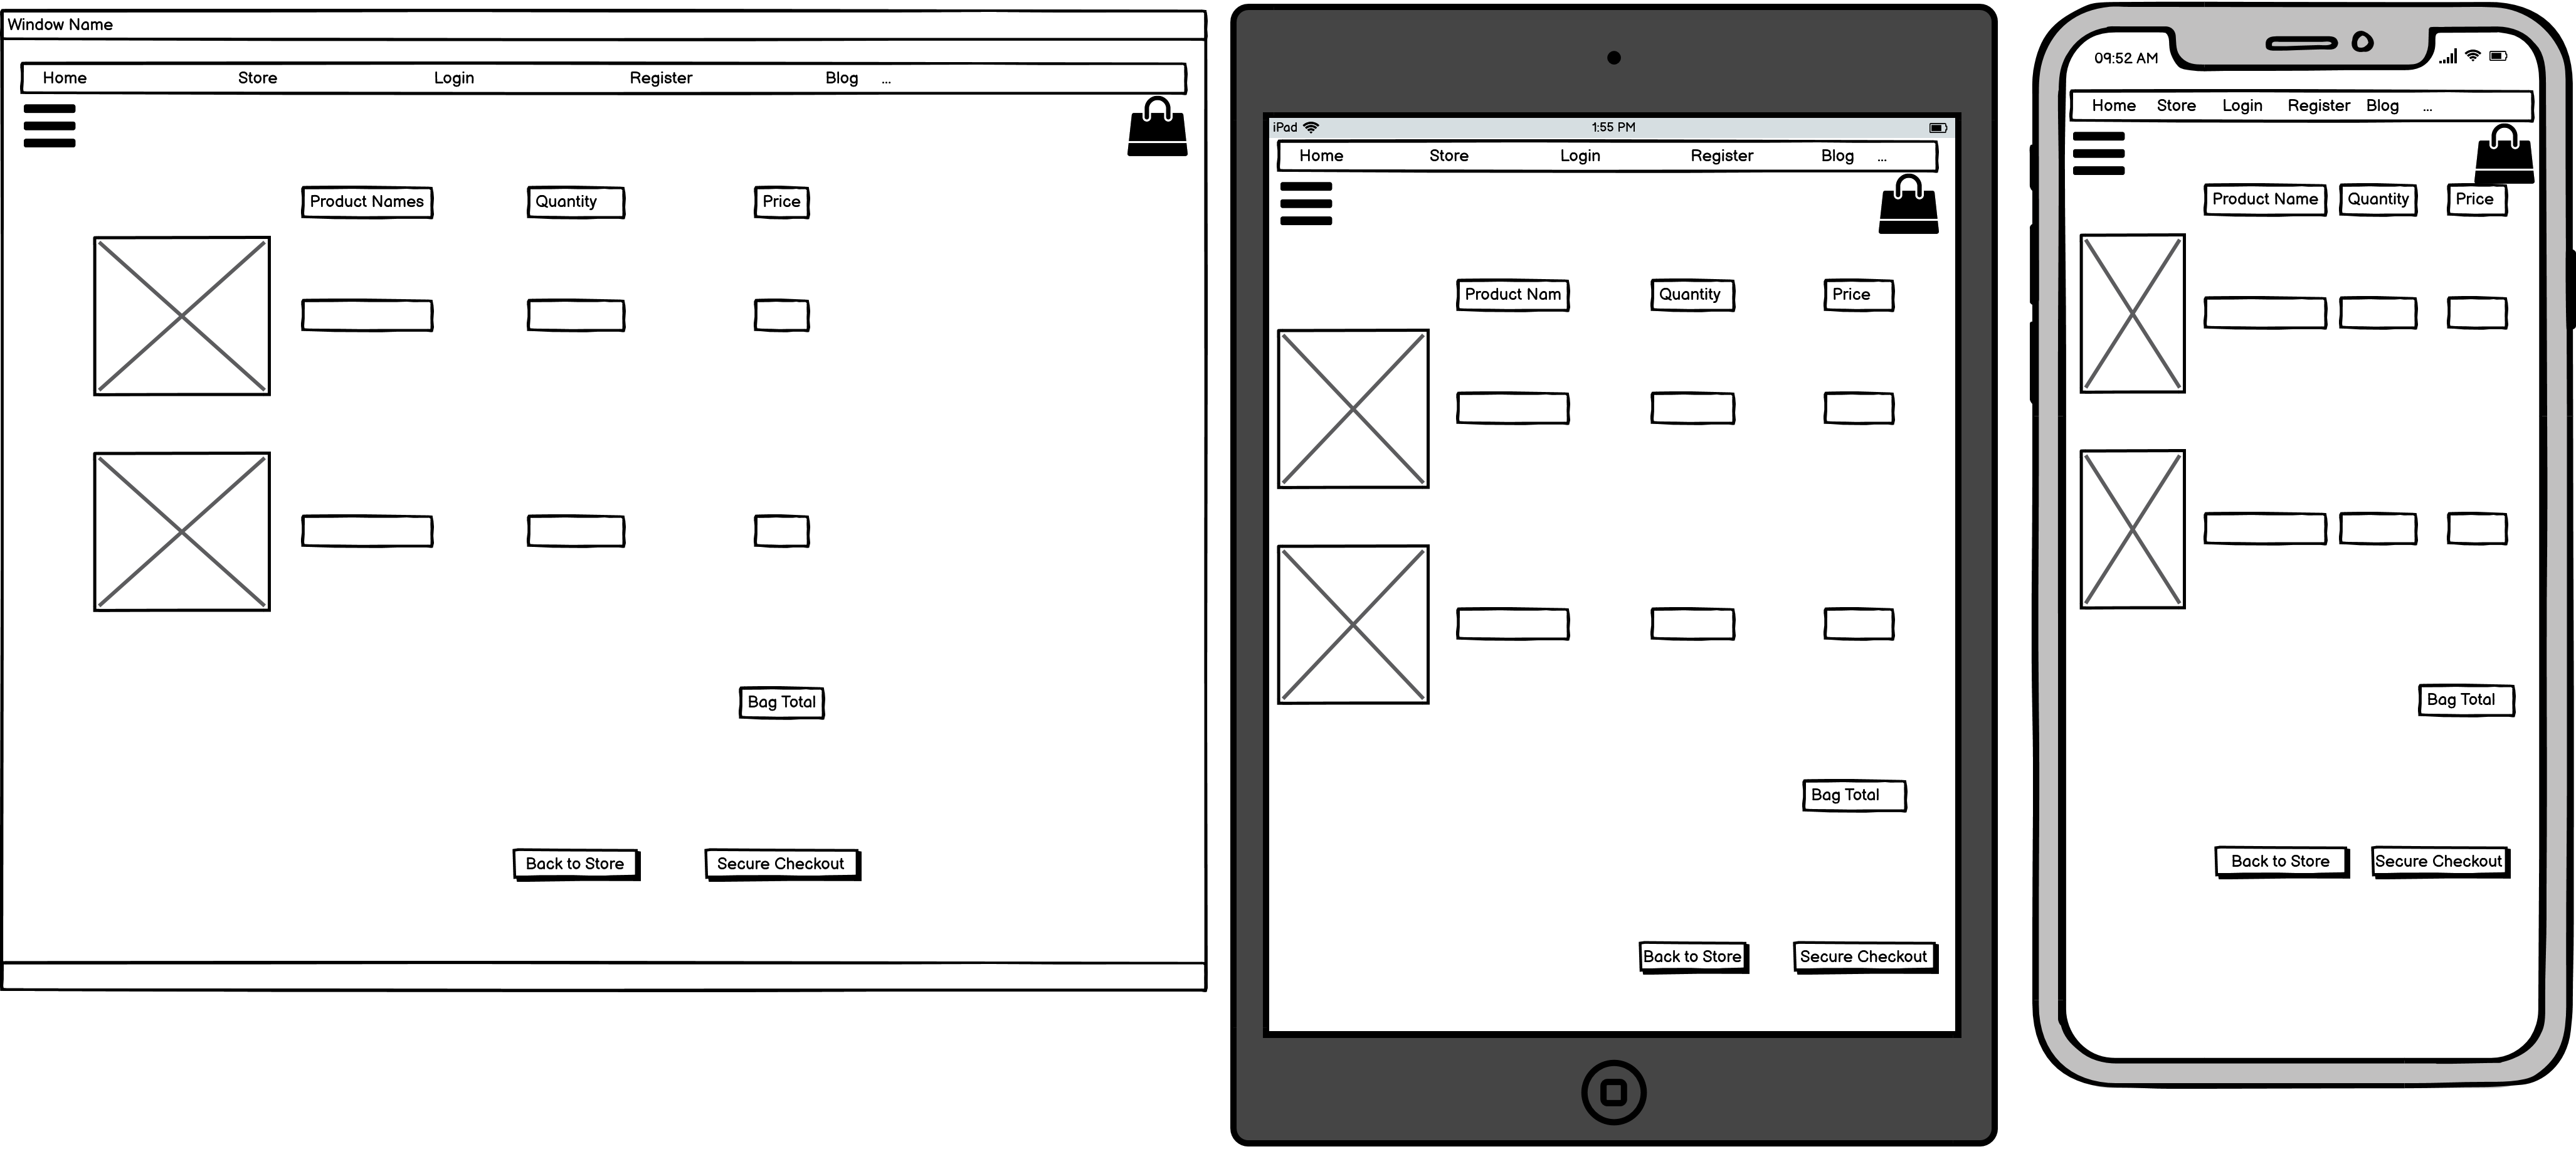 Window Name
Home Store Login Register Blog ...
Product Names Quantity Price
Bag Total
Back to Store Secure Checkout
iPad 1:55 PM
Home Store Login Register Blog ...
Product Nam Quantity Price
Bag Total
Back to Store Secure Checkout
09:52 AM
Home Store Login Register Blog ...
Product Name Quantity Price
Bag Total
Back to Store Secure Checkout